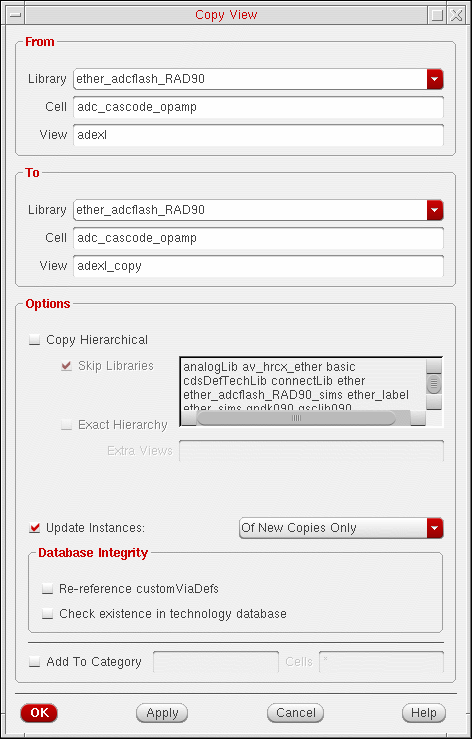 Copy View
From
Library ether_adcflash_RAD90
Cell adc_cascode_opamp
View adexl
To
Library ether_adcflash_RAD90
Cell adc_cascode_opamp
View adexl_copy
Options
Copy Hierarchical
Skip Libraries
analogLib av_hrcx_ether basic
cdsDefTechLib connectLib ether
ether_adcflash_RAD90_sims ether_label
ether_sims gpdk090 gsclib090
Exact Hierarchy
Extra Views
Update Instances: Of New Copies Only
Database Integrity
Re-reference customViaDefs
Check existence in technology database
Add To Category Cells *
OK Apply Cancel Help